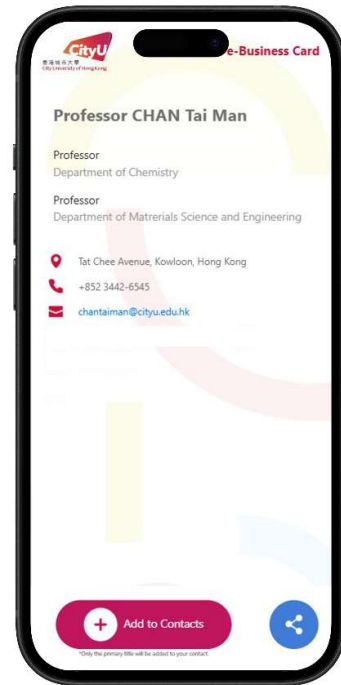 CityU
香港城市大學
City University of Hong Kong
e-Business Card
Professor CHAN Tai Man
Professor
Department of Chemistry
Professor
Department of Matrerials Science and Engineering
Tat Chee Avenue, Kowloon, Hong Kong
+852 3442-6545
chantaiman@cityu.edu.hk
Add to Contacts
*Only the primary title will be added to your contact